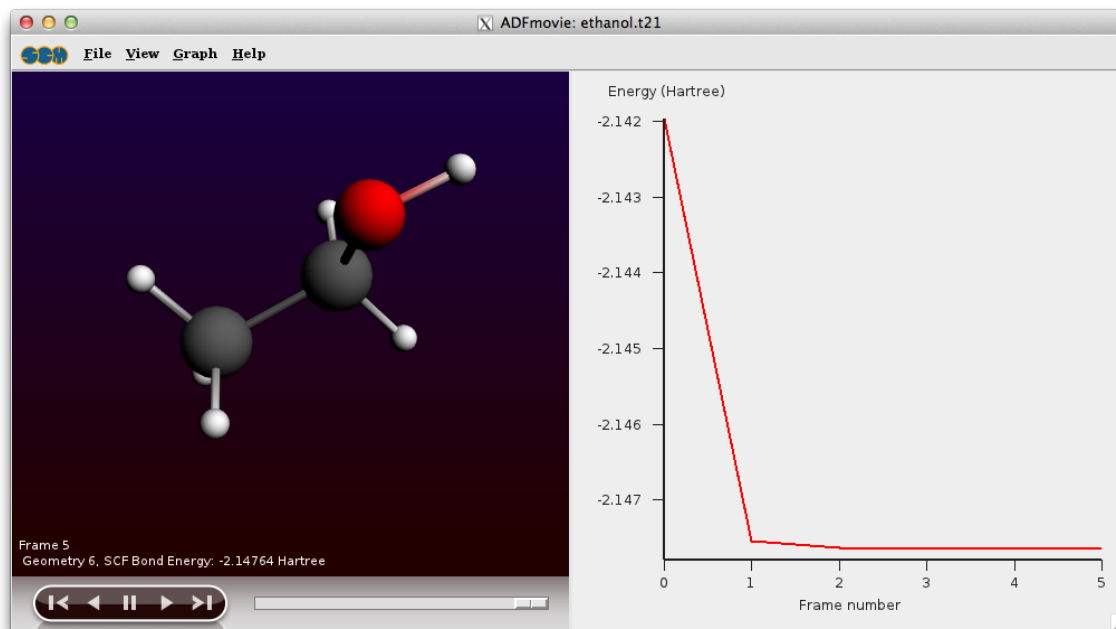 X ADFmovie: ethanol.t21
SCM File View Graph Help
Energy (Hartree)
-2.142
-2.143
-2.144
-2.145
-2.146
-2.147
0 1 2 3 4 5
Frame number
Frame 5
Geometry 6, SCF Bond Energy: -2.14764 Hartree